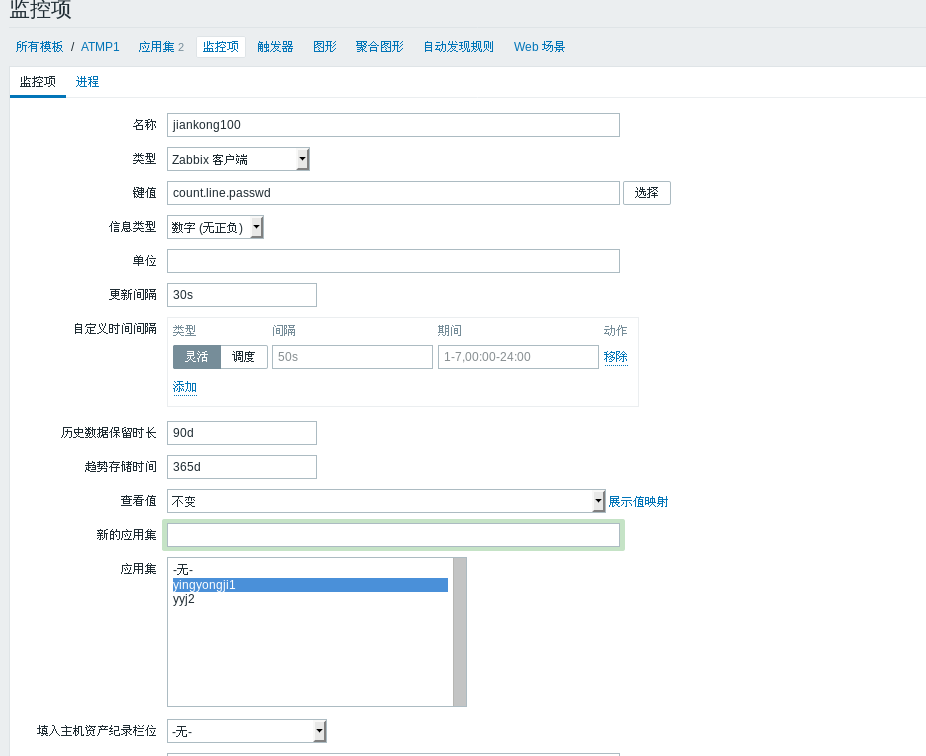 监控项
所有模板 / ATMP1 应用集 2 监控项 触发器 图形 聚合图形 自动发现规则 Web 场景
监控项 进程
名称 jiankong100
类型 Zabbix 客户端
键值 count.line.passwd 选择
信息类型 数字 (无正负)
单位
更新间隔 30s
自定义时间间隔 类型 间隔 期间 动作
灵活 调度 50s 1-7,00:00-24:00 移除
添加
历史数据保留时长 90d
趋势存储时间 365d
查看值 不变 展示值映射
新的应用集
应用集 -无-
yingyongji1
yyj2
填入主机资产纪录栏位 -无-